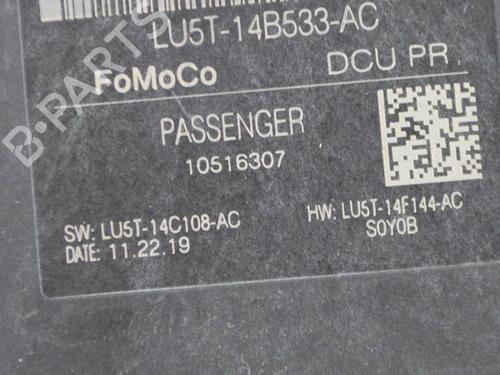 LU5T-14B533-AC
FoMoCo
DCU PR.
PASSENGER
10516307
SW: LU5T-14C108-AC
DATE: 11.22.19
HW: LU5T-14F144-AC
S0Y0B
B-PARTS